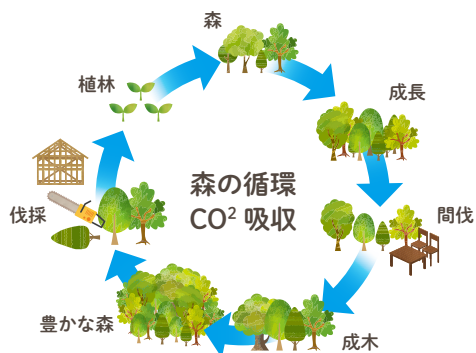 森
植林
成長
森の循環
CO² 吸収
伐採
間伐
豊かな森
成木